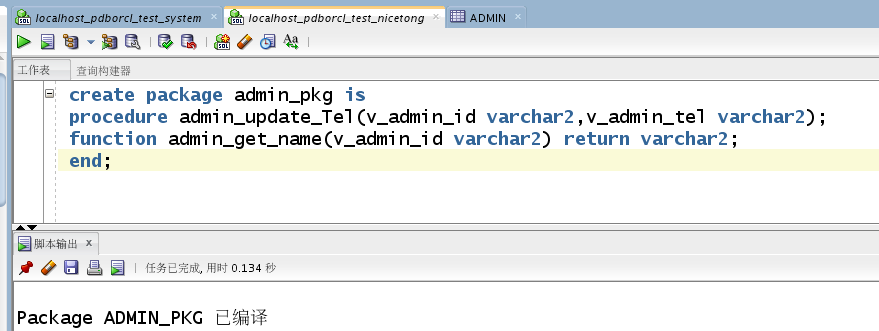 localhost_pdborcl_test_system
localhost_pdborcl_test_nicetong
ADMIN
工作表
查询构建器
create package admin_pkg is
procedure admin_update_Tel(v_admin_id varchar2,v_admin_tel varchar2);
function admin_get_name(v_admin_id varchar2) return varchar2;
end;
脚本输出 x
任务已完成, 用时 0.134 秒
Package ADMIN_PKG 已编译